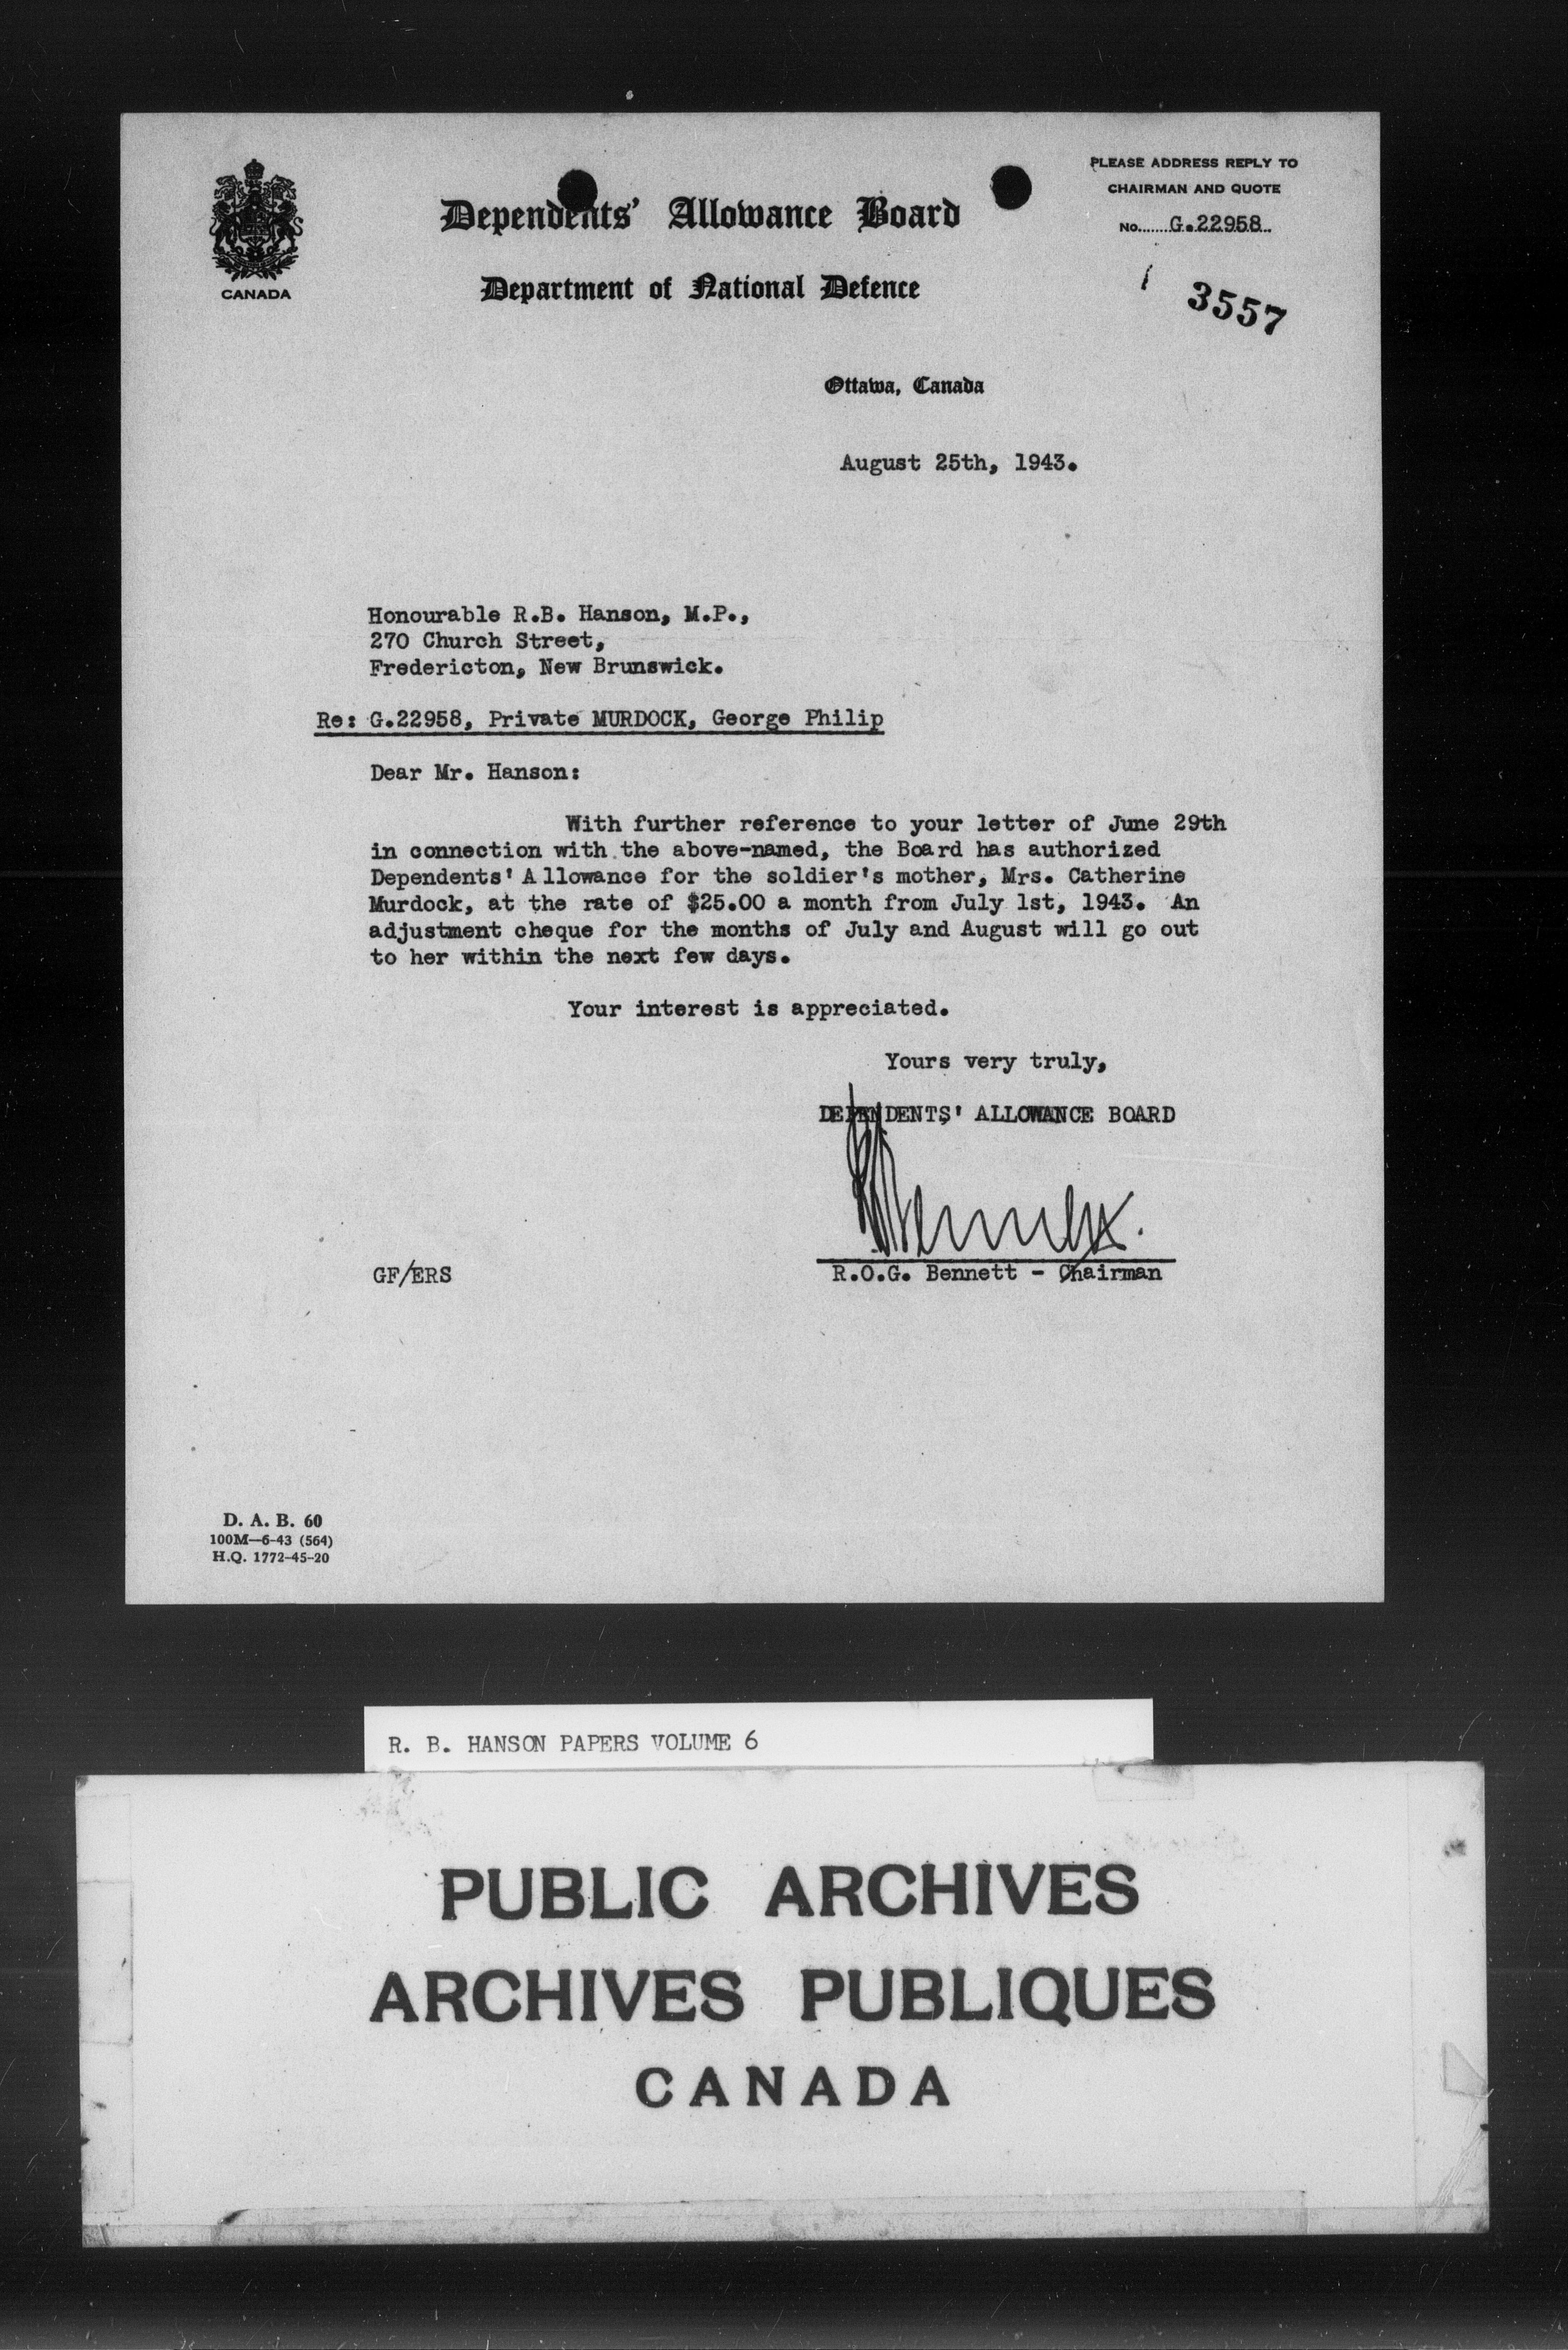 CANADA
Dependents' Allowance Board
Department of National Defence
PLEASE ADDRESS REPLY TO
CHAIRMAN AND QUOTE
No.......G.22958..
3557
Ottawa, Canada
August 25th, 1943.
Honourable R.B. Hanson, M.P.,
270 Church Street,
Fredericton, New Brunswick.
Re: G.22958, Private MURDOCK, George Philip
Dear Mr. Hanson:
With further reference to your letter of June 29th
in connection with the above-named, the Board has authorized
Dependents' Allowance for the soldier's mother, Mrs. Catherine
Murdock, at the rate of $25.00 a month from July 1st, 1943. An
adjustment cheque for the months of July and August will go out
to her within the next few days.
Your interest is appreciated.
Yours very truly,
DEPENDENTS' ALLOWANCE BOARD
R.O.G. Bennett - Chairman
GF/ERS
D. A. B. 60
100M—6-43 (564)
H.Q. 1772-45-20
R. B. HANSON PAPERS VOLUME 6
PUBLIC ARCHIVES
ARCHIVES PUBLIQUES
CANADA